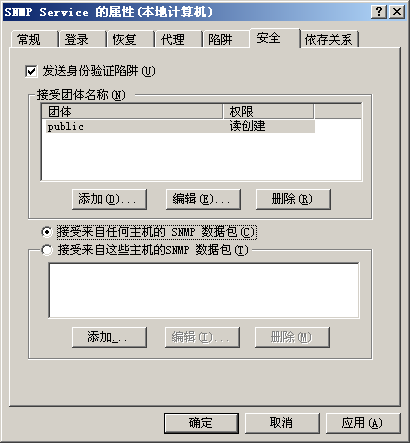 SNMP Service 的属性(本地计算机)
常规 登录 恢复 代理 陷阱 安全 依存关系
发送身份验证陷阱(U)
接受团体名称(N)
团体 权限
public 读创建
添加(D)... 编辑(E)... 删除(R)
接受来自任何主机的 SNMP 数据包(C)
接受来自这些主机的SNMP 数据包(T)
添加... 编辑(I)... 删除(M)
确定 取消 应用(A)